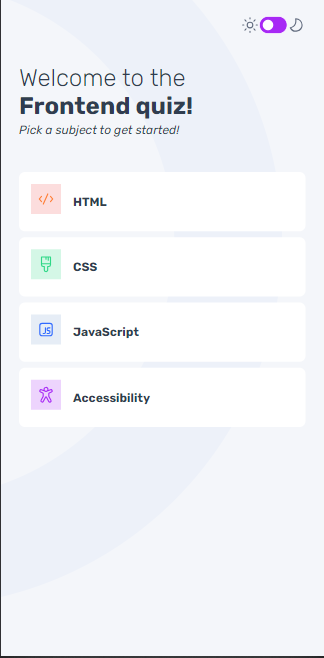 Welcome to the
Frontend quiz!
Pick a subject to get started!
</> HTML
CSS
JS JavaScript
Accessibility